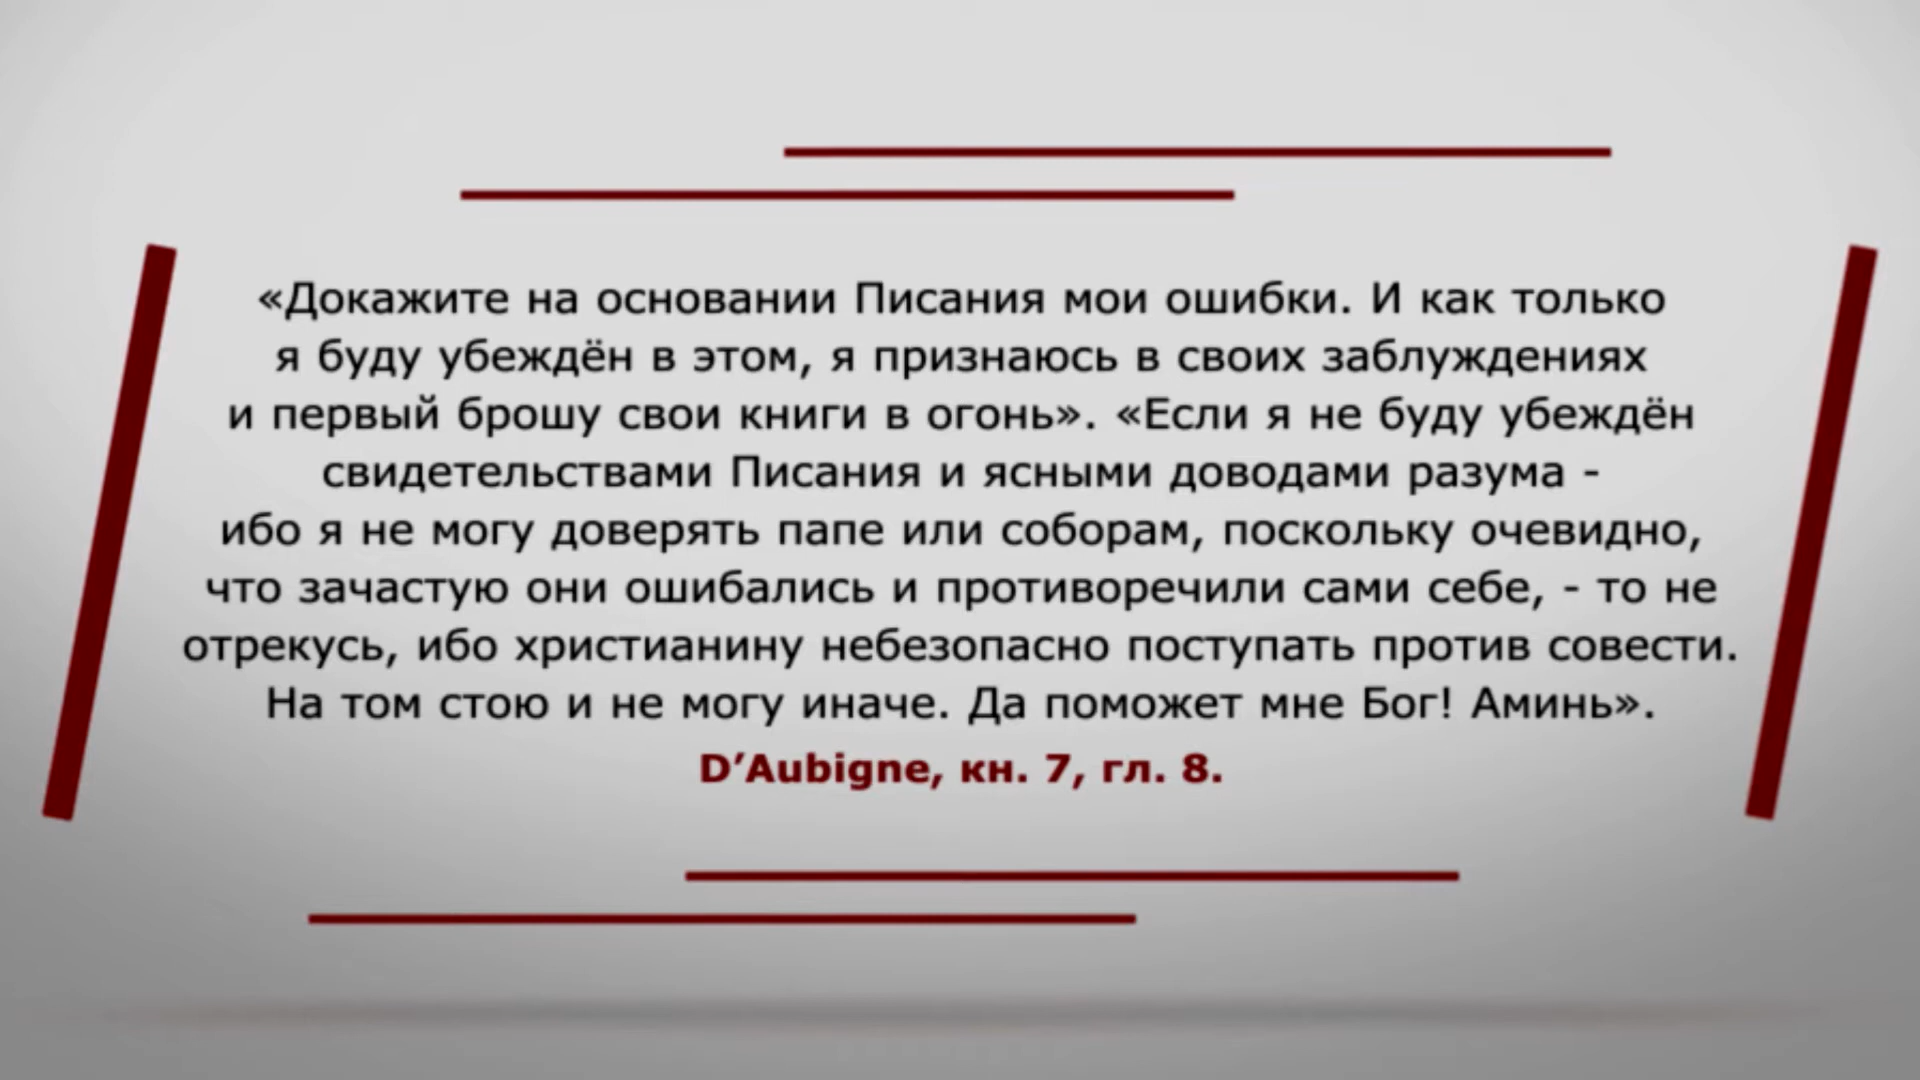 «Докажите на основании Писания мои ошибки. И как только
я буду убеждён в этом, я признаюсь в своих заблуждениях
и первый брошу свои книги в огонь». «Если я не буду убеждён
свидетельствами Писания и ясными доводами разума -
ибо я не могу доверять папе или соборам, поскольку очевидно,
что зачастую они ошибались и противоречили сами себе, - то не
отрекусь, ибо христианину небезопасно поступать против совести.
На том стою и не могу иначе. Да поможет мне Бог! Аминь».
D’Aubigne, кн. 7, гл. 8.